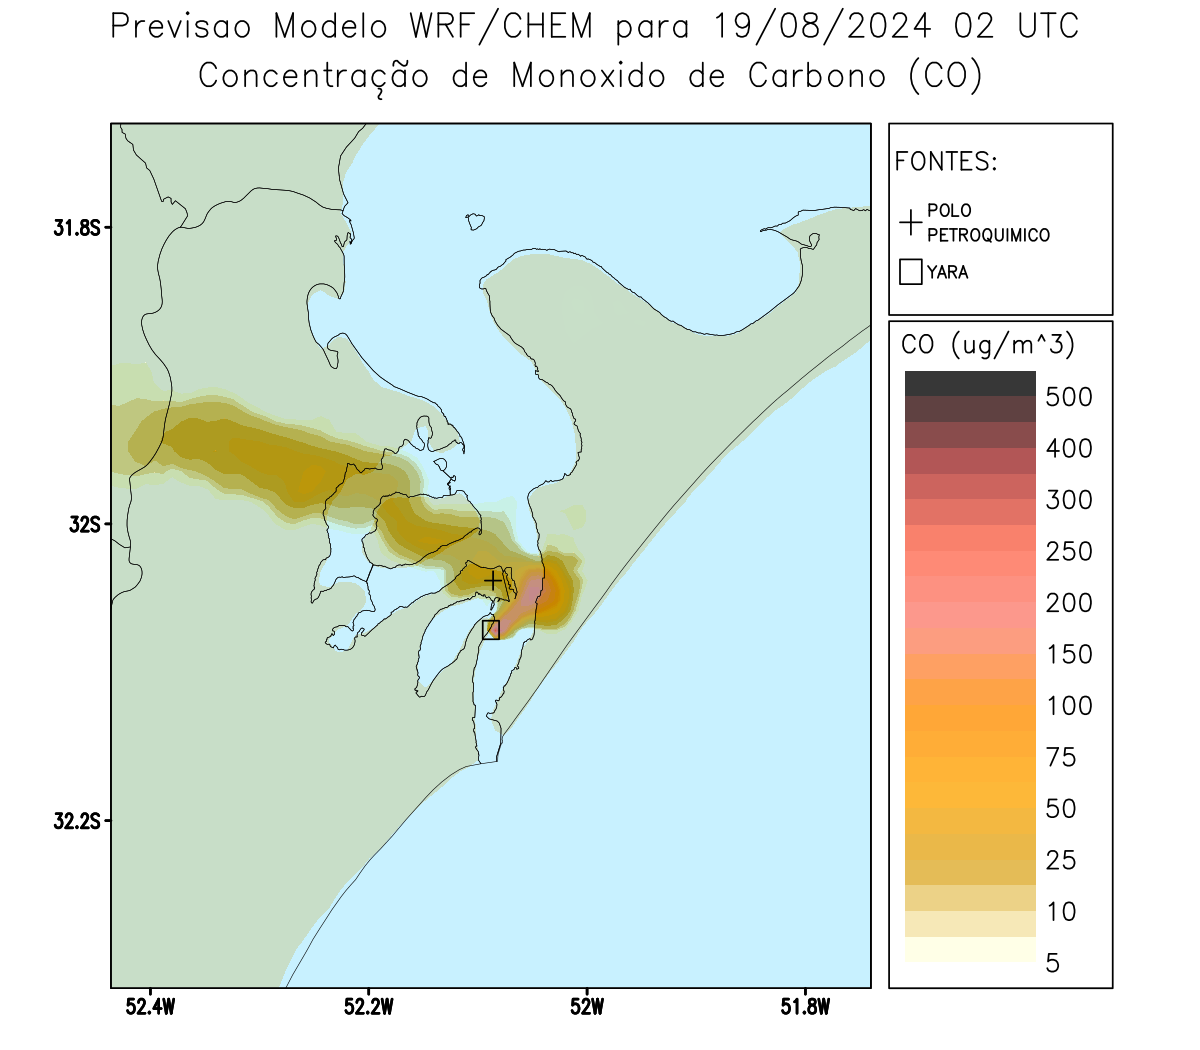 Previsao Modelo WRF/CHEM para 19/08/2024 02 UTC
Concentração de Monoxido de Carbono (CO)
FONTES:
POLO
PETROQUIMICO
YARA
CO (ug/m^3)
500
400
300
250
200
150
100
75
50
25
10
5
31.8S
32S
32.2S
52.4W
52.2W
52W
51.8W